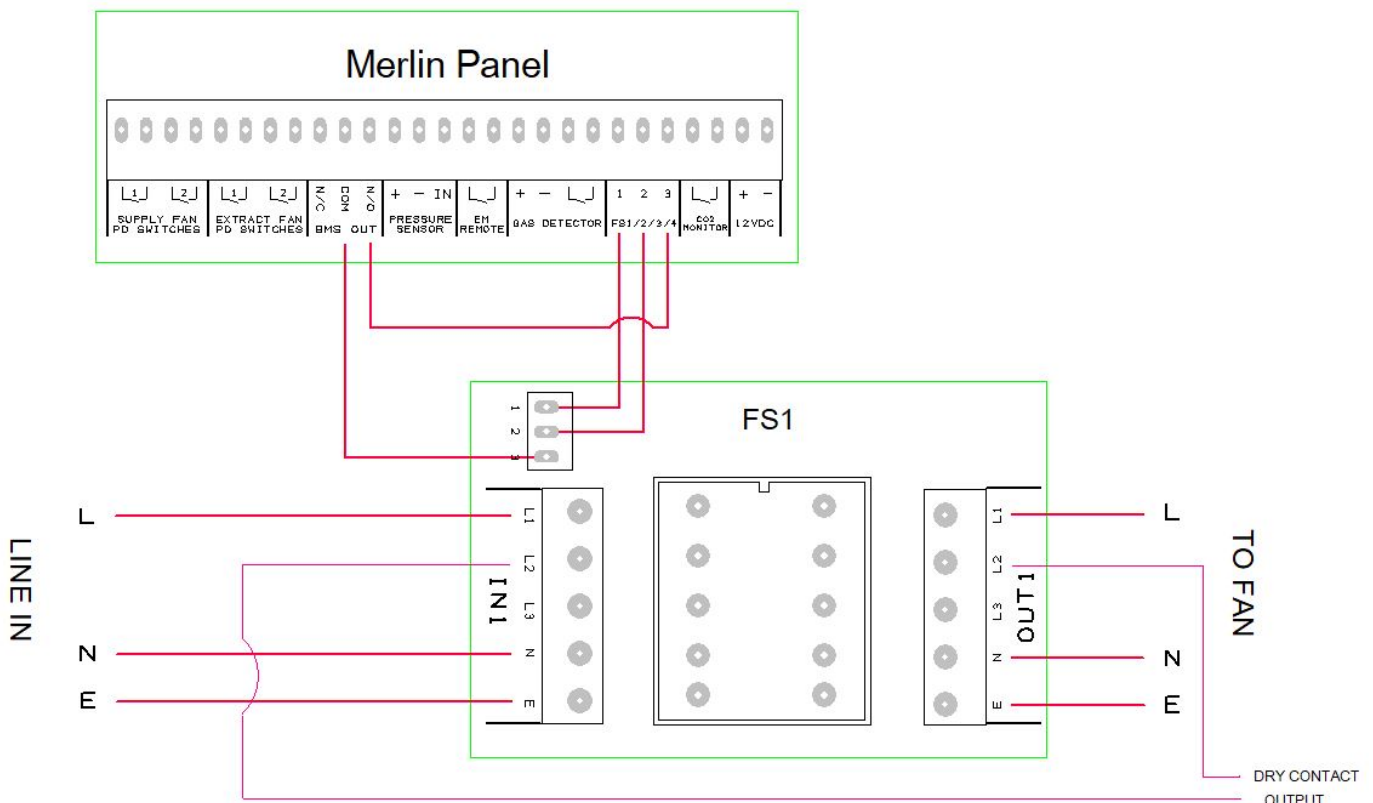 Merlin Panel
1 2 1 2 N/C COM N/O + - IN + - 1 2 3 + -
SUPPLY FAN PD SWITCHES
EXTRACT FAN PD SWITCHES
BMS OUT
PRESSURE SENSOR
EM REMOTE
GAS DETECTOR
FS1/2/3/4
CO2 MONITOR
12VDC
FS1
1
2
3
LINE IN
L
N
E
IN1
L1
L2
L3
N
E
OUT1
L1
L2
L3
N
E
L
N
E
TO FAN
DRY CONTACT
OUTPUT